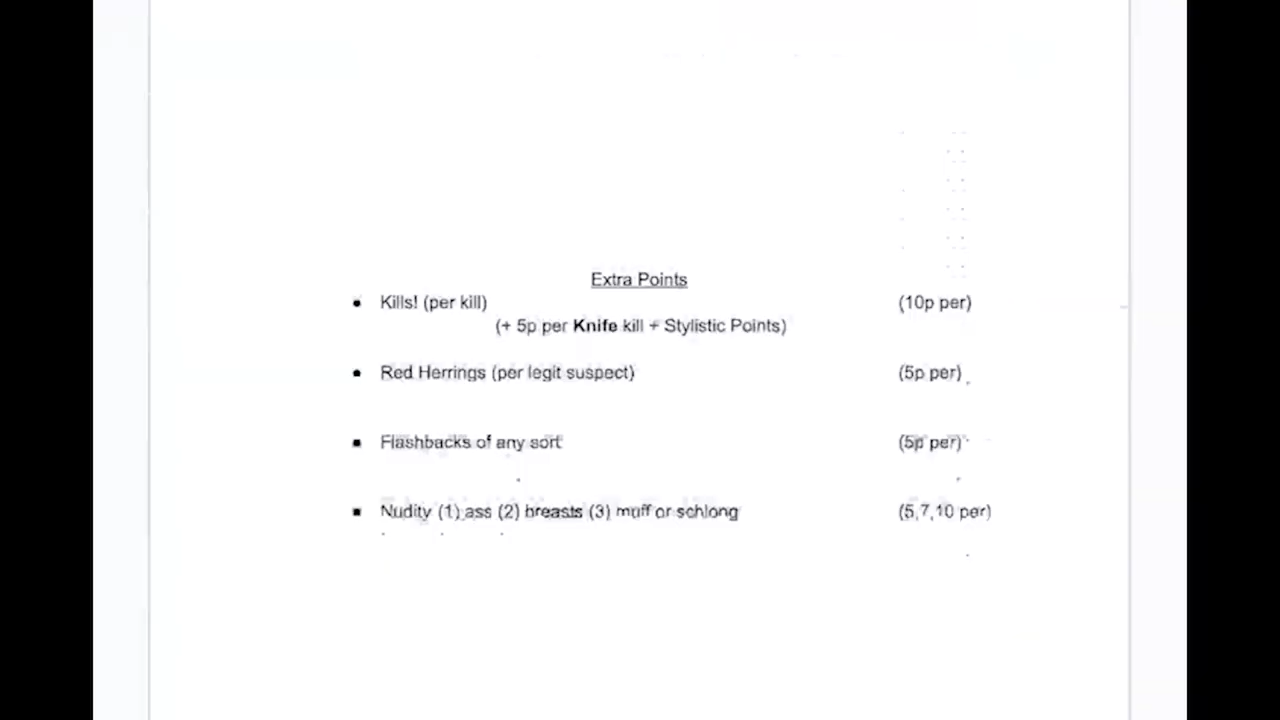 Extra Points
▪ Kills! (per kill) (10p per)
(+ 5p per Knife kill + Stylistic Points)
▪ Red Herrings (per legit suspect) (5p per)
▪ Flashbacks of any sort (5p per)
▪ Nudity (1) ass (2) breasts (3) muff or schlong (5,7,10 per)